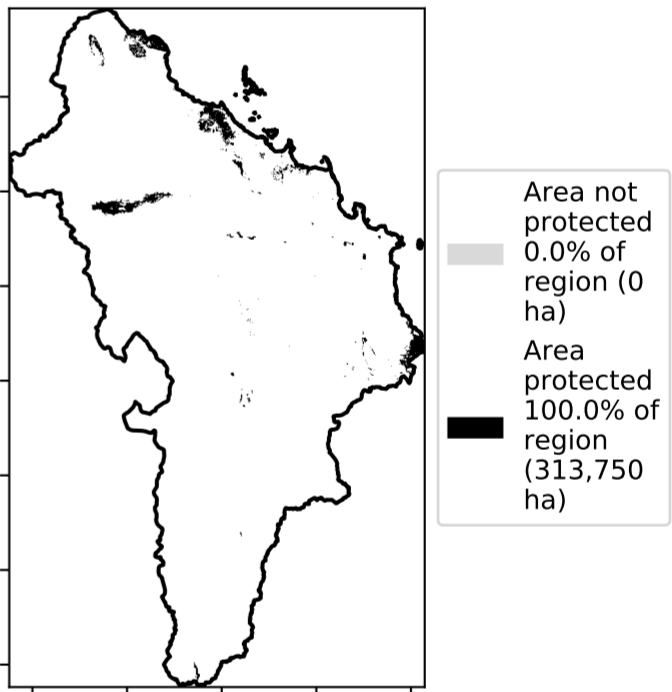 Area not
protected
0.0% of
region (0
ha)
Area
protected
100.0% of
region
(313,750
ha)